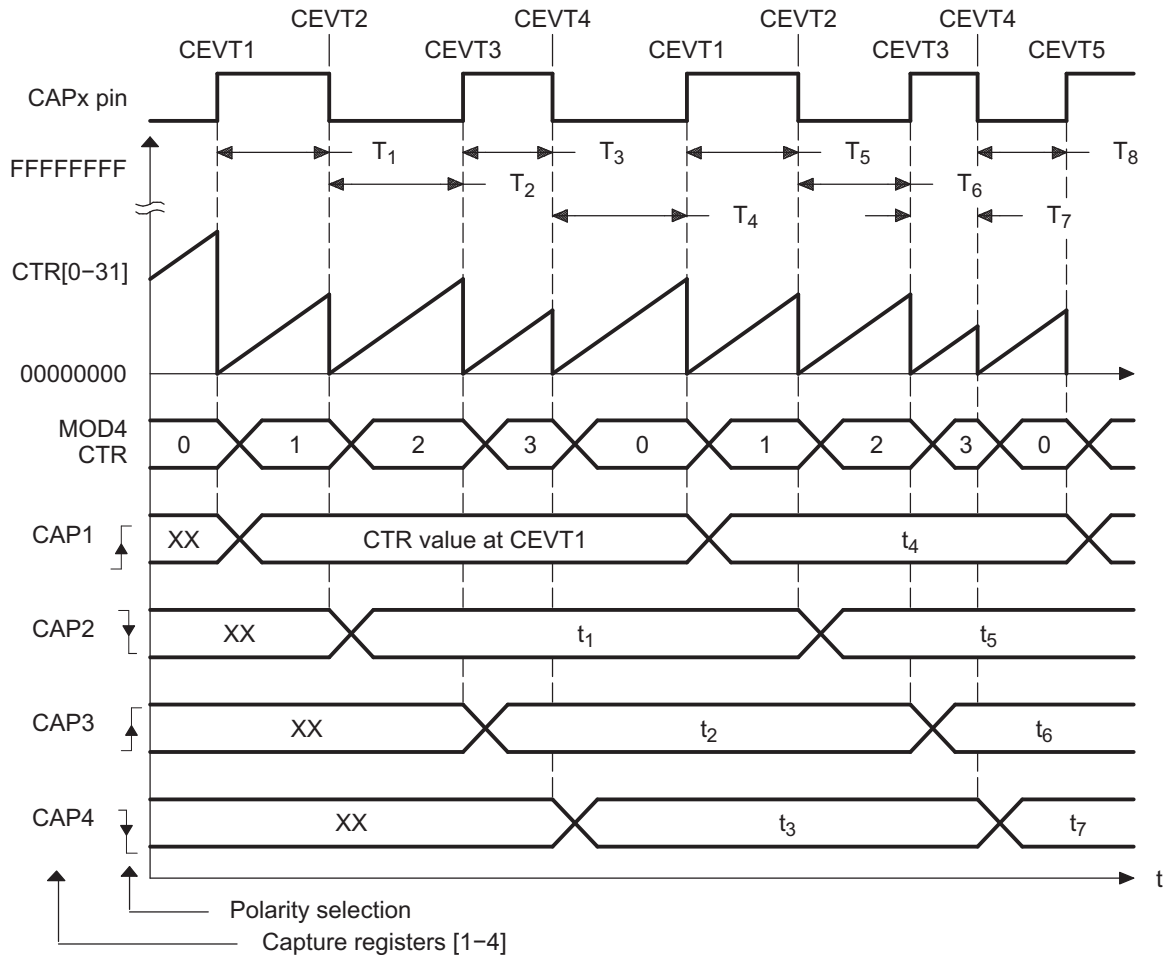 CEVT2 CEVT4 CEVT2 CEVT4
CEVT1 CEVT3 CEVT1 CEVT3 CEVT5
CAPx pin
T1 T3 T5 T8
FFFFFFFF
T2 T6
T4 T7
CTR[0−31]
00000000
MOD4
CTR
0 1 2 3 0 1 2 3 0
CAP1 XX CTR value at CEVT1 t4
CAP2 XX t1 t5
CAP3 XX t2 t6
CAP4 XX t3 t7
t
Polarity selection
Capture registers [1−4]